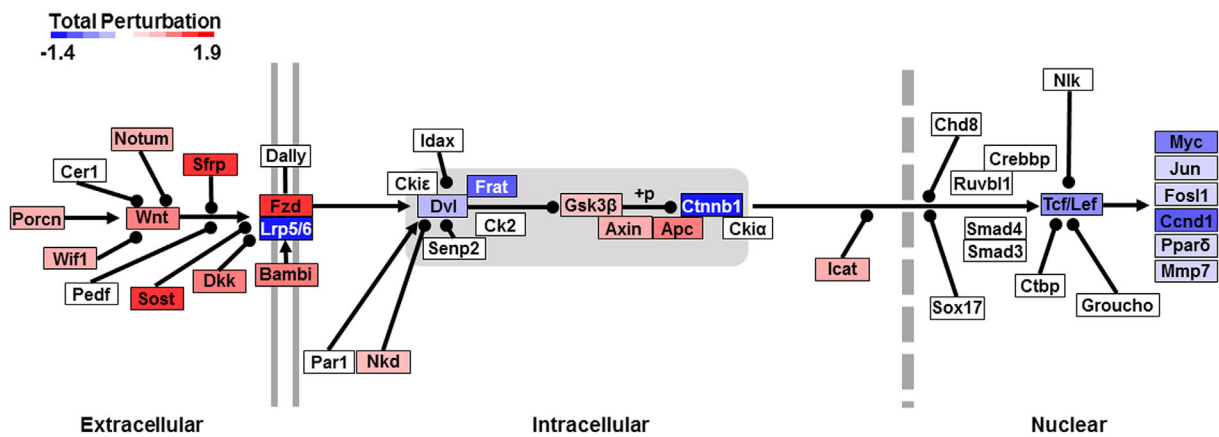 Total Perturbation
-1.4 1.9
Notum
Cer1
Sfrp
Porcn
Wnt
Wif1
Pedf
Sost
Dkk
Dally
Fzd
Lrp5/6
Bambi
Idax
Ckiε
Frat
Dvl
Ck2
Senp2
Par1
Nkd
Gsk3β
+p
Ctnnb1
Axin
Apc
Ckiα
Icat
Chd8
Nlk
Crebbp
Ruvbl1
Tcf/Lef
Smad4
Smad3
Sox17
Ctbp
Groucho
Myc
Jun
Fosl1
Ccnd1
Pparδ
Mmp7
Extracellular Intracellular Nuclear